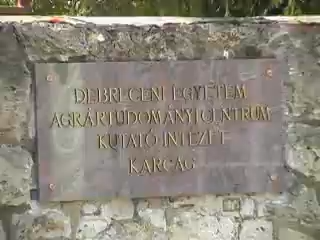 DEBRECENI EGYETEM
AGRÁRTUDOMÁNYI CENTRUM
KUTATÓ INTÉZET
KARCAG